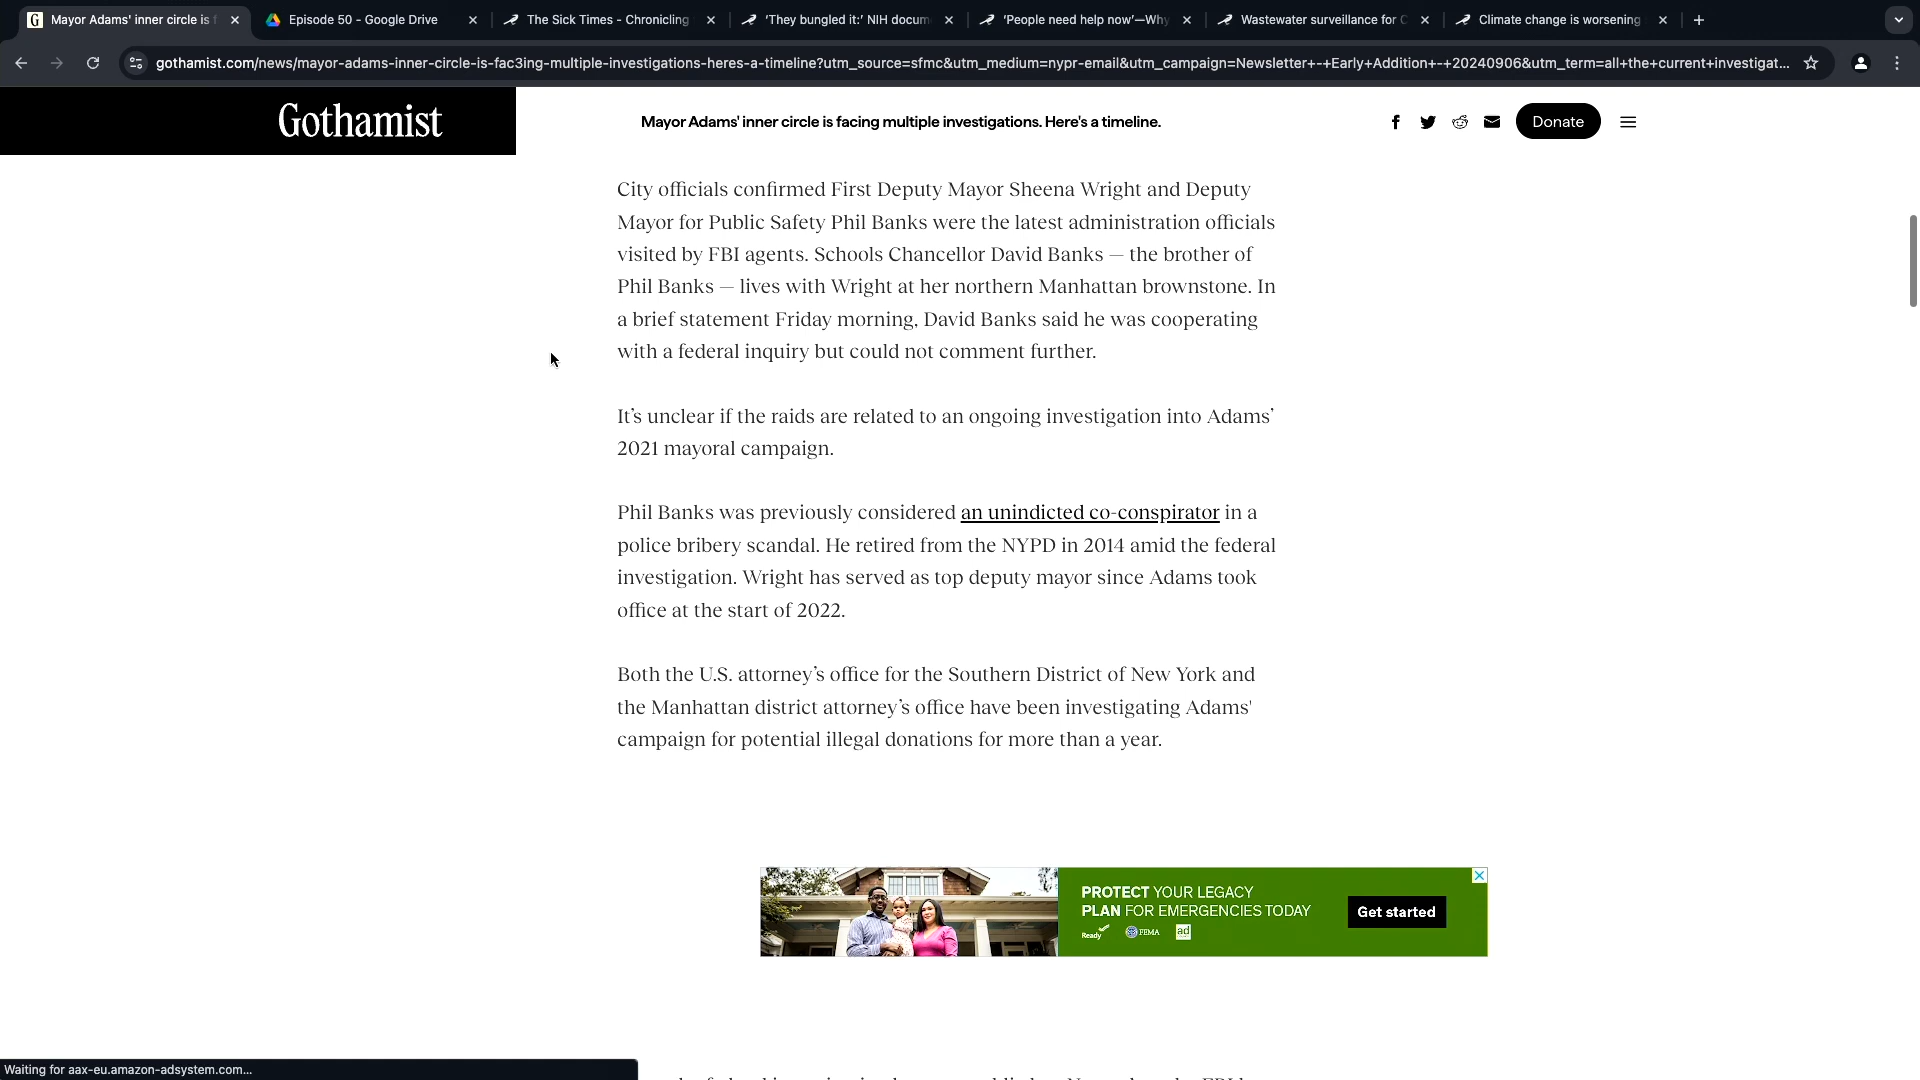 Mayor Adams' inner circle is f
Episode 50 - Google Drive
The Sick Times - Chronicling
‘They bungled it:’ NIH docum
‘People need help now’—Why
Wastewater surveillance for C
Climate change is worsening
gothamist.com/news/mayor-adams-inner-circle-is-fac3ing-multiple-investigations-heres-a-timeline?utm_source=sfmc&utm_medium=nypr-email&utm_campaign=Newsletter+-+Early+Addition+-+20240906&utm_term=all+the+current+investigat...
Gothamist
Mayor Adams' inner circle is facing multiple investigations. Here's a timeline.
Donate
City officials confirmed First Deputy Mayor Sheena Wright and Deputy
Mayor for Public Safety Phil Banks were the latest administration officials
visited by FBI agents. Schools Chancellor David Banks — the brother of
Phil Banks — lives with Wright at her northern Manhattan brownstone. In
a brief statement Friday morning, David Banks said he was cooperating
with a federal inquiry but could not comment further.
It’s unclear if the raids are related to an ongoing investigation into Adams’
2021 mayoral campaign.
Phil Banks was previously considered an unindicted co-conspirator in a
police bribery scandal. He retired from the NYPD in 2014 amid the federal
investigation. Wright has served as top deputy mayor since Adams took
office at the start of 2022.
Both the U.S. attorney’s office for the Southern District of New York and
the Manhattan district attorney’s office have been investigating Adams'
campaign for potential illegal donations for more than a year.
PROTECT YOUR LEGACY
PLAN FOR EMERGENCIES TODAY
Get started
Ready FEMA ad
Waiting for aax-eu.amazon-adsystem.com...